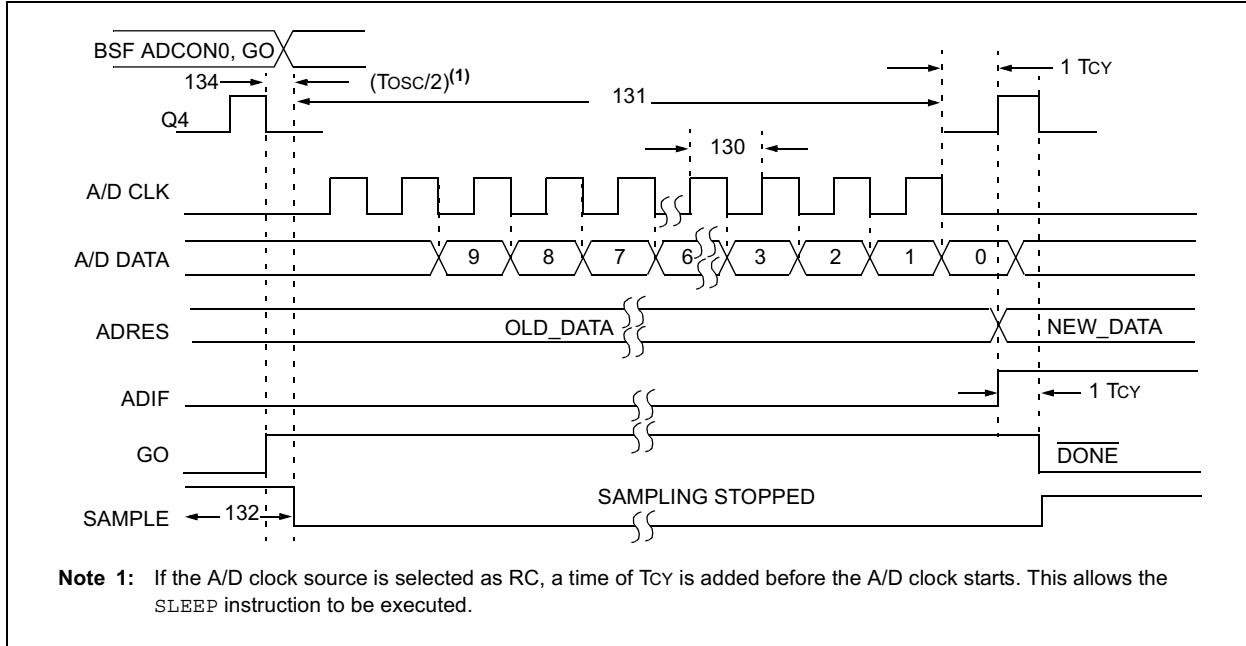 BSF ADCON0, GO
134
(TOSC/2)(1)
131
1 TCY
Q4
130
A/D CLK
A/D DATA
9 8 7 6 3 2 1 0
ADRES
OLD_DATA
NEW_DATA
ADIF
1 TCY
GO
DONE
SAMPLING STOPPED
SAMPLE
132
Note 1: If the A/D clock source is selected as RC, a time of TCY is added before the A/D clock starts. This allows the
SLEEP instruction to be executed.